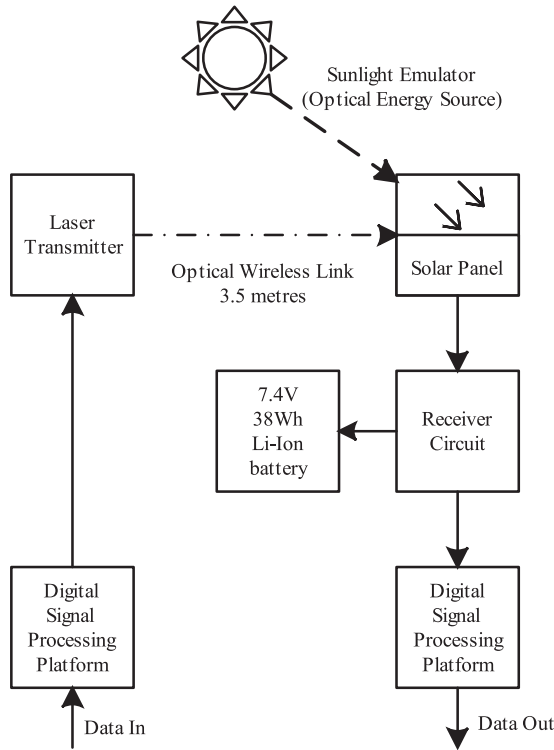 Sunlight Emulator
(Optical Energy Source)
Laser
Transmitter
Optical Wireless Link
3.5 metres
Solar Panel
7.4V
38Wh
Li-Ion
battery
Receiver
Circuit
Digital
Signal
Processing
Platform
Digital
Signal
Processing
Platform
Data In
Data Out